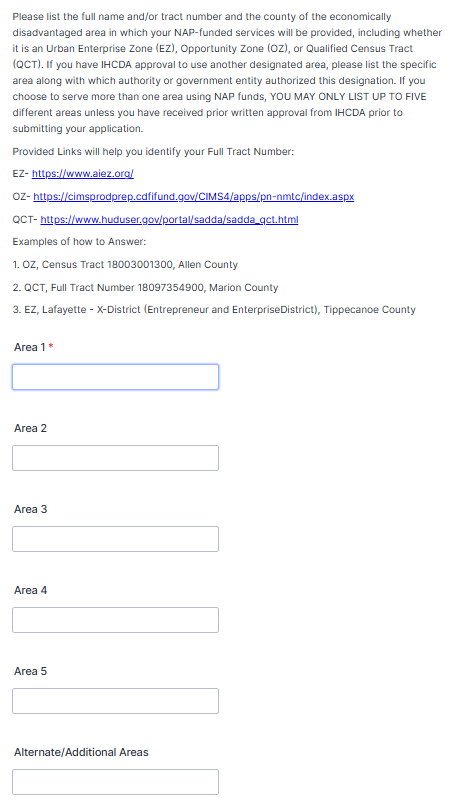 Please list the full name and/or tract number and the county of the economically
disadvantaged area in which your NAP-funded services will be provided, including whether
it is an Urban Enterprise Zone (EZ), Opportunity Zone (OZ), or Qualified Census Tract
(QCT). If you have IHCDA approval to use another designated area, please list the specific
area along with which authority or government entity authorized this designation. If you
choose to serve more than one area using NAP funds, YOU MAY ONLY LIST UP TO FIVE
different areas unless you have received prior written approval from IHCDA prior to
submitting your application.
Provided Links will help you identify your Full Tract Number:
EZ- https://www.aiez.org/
OZ- https://cimsprodprep.cdfifund.gov/CIMS4/apps/pn-nmtc/index.aspx
QCT- https://www.huduser.gov/portal/sadda/sadda_qct.html
Examples of how to Answer:
1. OZ, Census Tract 18003001300, Allen County
2. QCT, Full Tract Number 18097354900, Marion County
3. EZ, Lafayette - X-District (Entrepreneur and EnterpriseDistrict), Tippecanoe County
Area 1 *
Area 2
Area 3
Area 4
Area 5
Alternate/Additional Areas